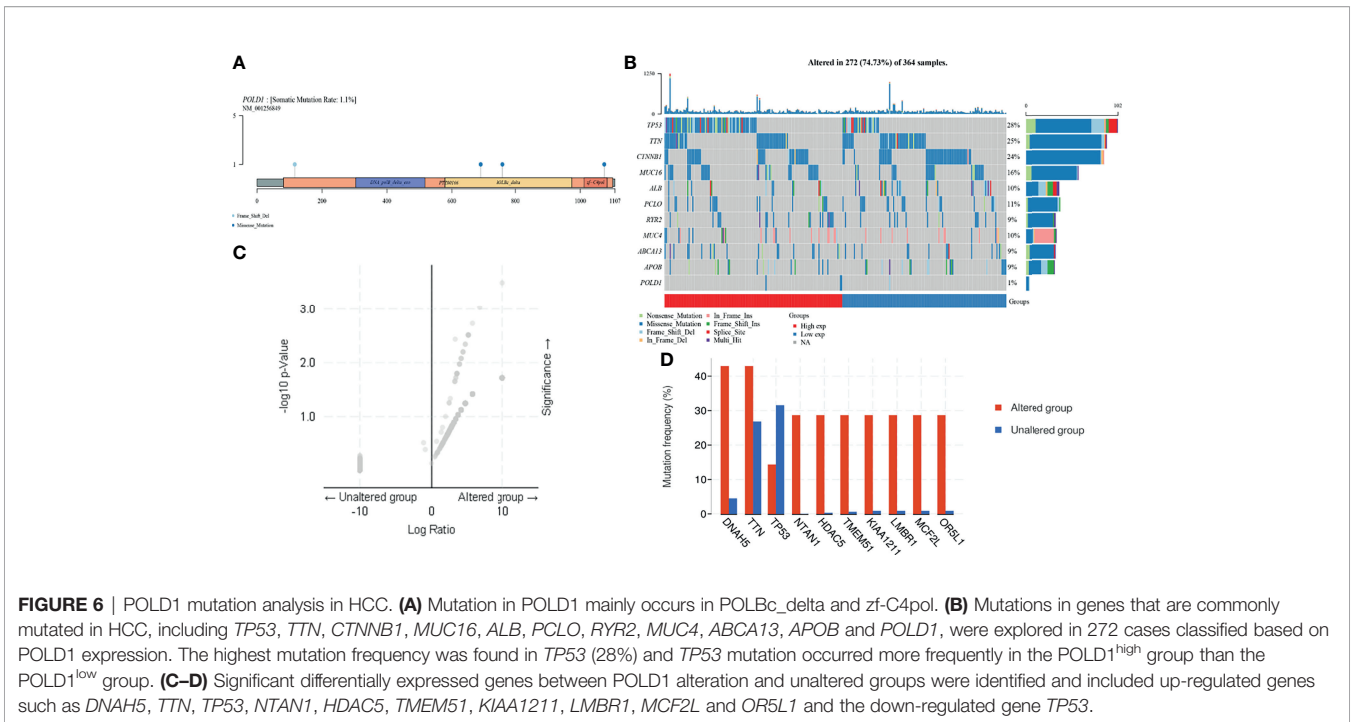 A
POLD1 : [Somatic Mutation Rate: 1.1%]
NM_001256849
5
1
DNA_polB_delta_exo
POLBc_delta
zf-C4pol
0
200
400
600
800
1000
1107
Frame_Shift_Del
Missense_Mutation
B
Altered in 272 (74.73%) of 364 samples.
1250
0
0
102
TP53
28%
TTN
25%
CTNNB1
24%
MUC16
16%
ALB
10%
PCLO
11%
RYR2
9%
MUC4
10%
ABCA13
9%
APOB
9%
POLD1
1%
Groups
Nonsense_Mutation
Missense_Mutation
Frame_Shift_Del
In_Frame_Del
In_Frame_Ins
Frame_Shift_Ins
Splice_Site
Multi_Hit
Groups
High exp
Low exp
NA
C
-log10 p-Value
3.0
2.0
1.0
Significance →
← Unaltered group
Altered group →
-10
0
10
Log Ratio
D
Mutation frequency (%)
40
30
20
10
0
DNAH5
TTN
TP53
NTAN1
HDAC5
TMEM51
KIAA1211
LMBR1
MCF2L
OR5L1
Altered group
Unaltered group
FIGURE 6 | POLD1 mutation analysis in HCC. (A) Mutation in POLD1 mainly occurs in POLBc_delta and zf-C4pol. (B) Mutations in genes that are commonly
mutated in HCC, including TP53, TTN, CTNNB1, MUC16, ALB, PCLO, RYR2, MUC4, ABCA13, APOB and POLD1, were explored in 272 cases classified based on
POLD1 expression. The highest mutation frequency was found in TP53 (28%) and TP53 mutation occurred more frequently in the POLD1high group than the
POLD1low group. (C–D) Significant differentially expressed genes between POLD1 alteration and unaltered groups were identified and included up-regulated genes
such as DNAH5, TTN, TP53, NTAN1, HDAC5, TMEM51, KIAA1211, LMBR1, MCF2L and OR5L1 and the down-regulated gene TP53.